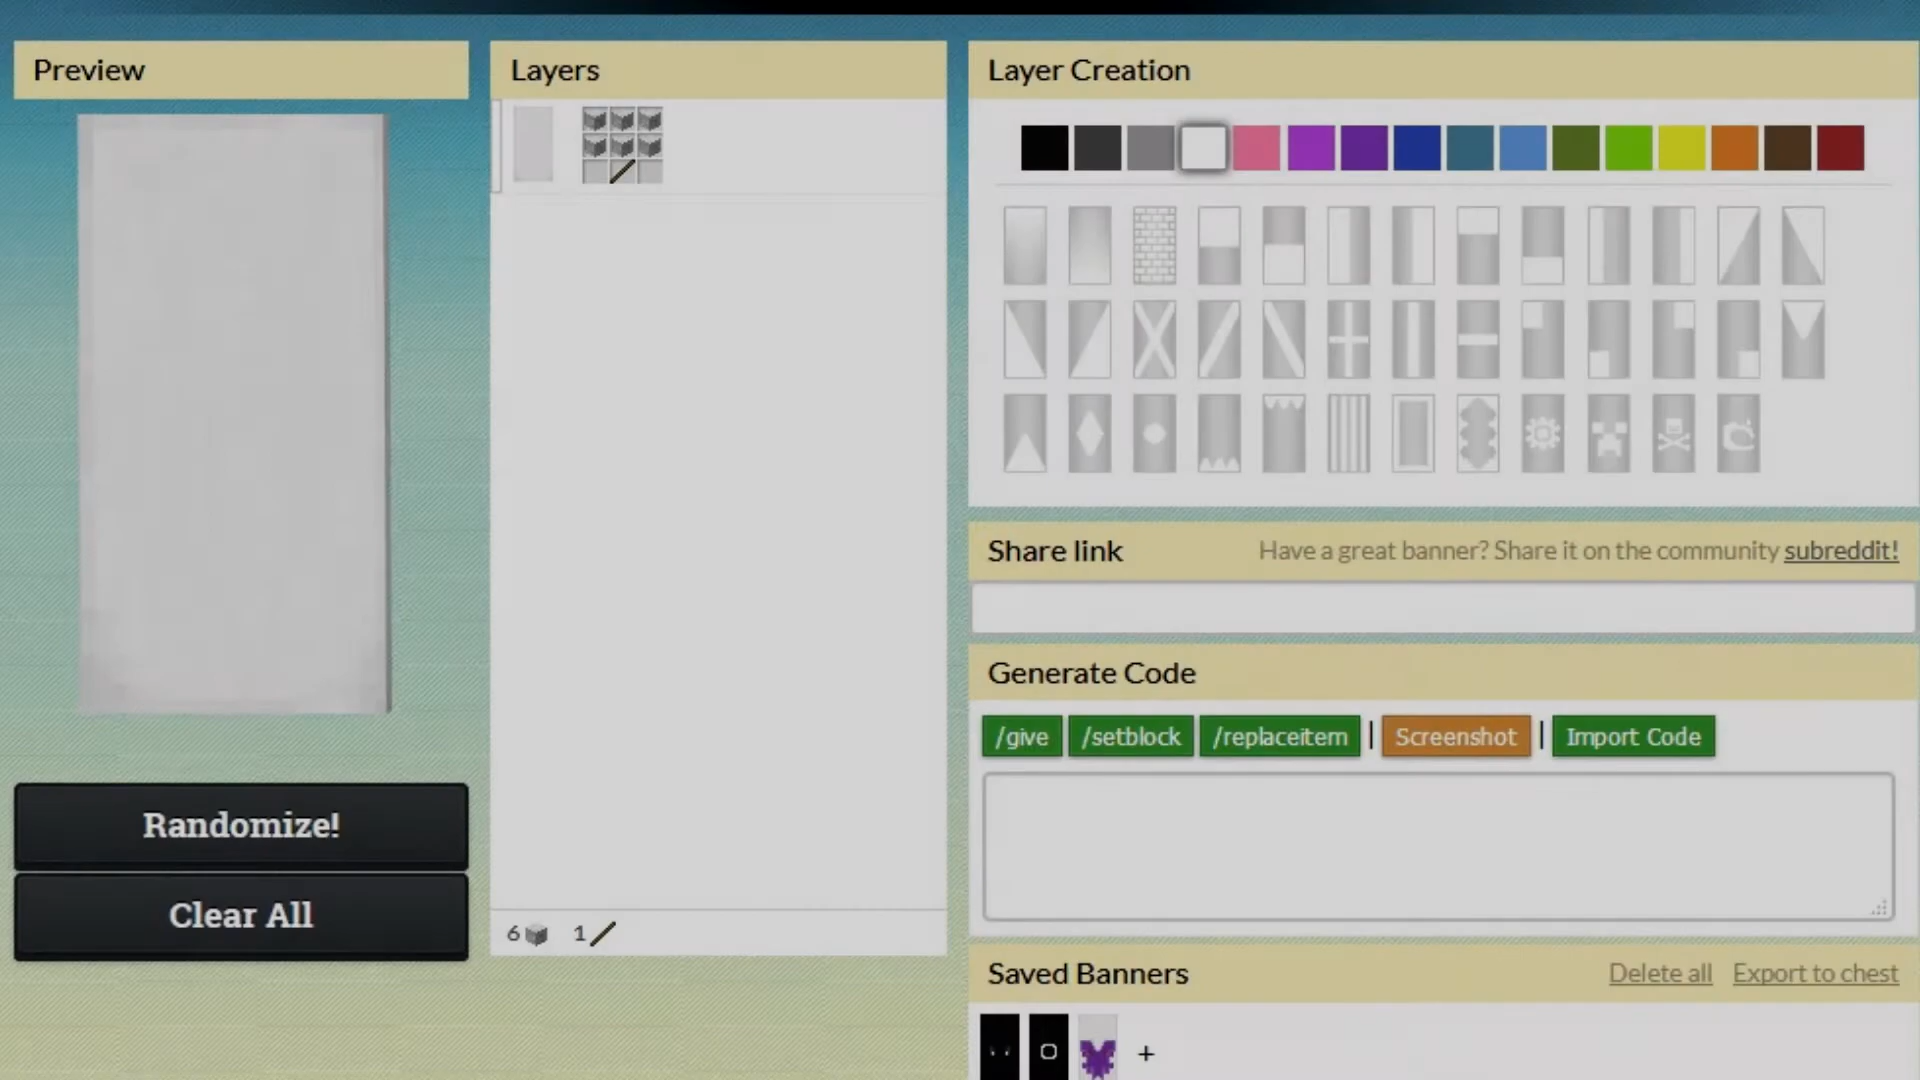 Preview
Layers
Layer Creation
Share link
Have a great banner? Share it on the community subreddit!
Generate Code
/give
/setblock
/replaceitem
|
Screenshot
|
Import Code
Randomize!
Clear All
6
1
Saved Banners
Delete all
Export to chest
+